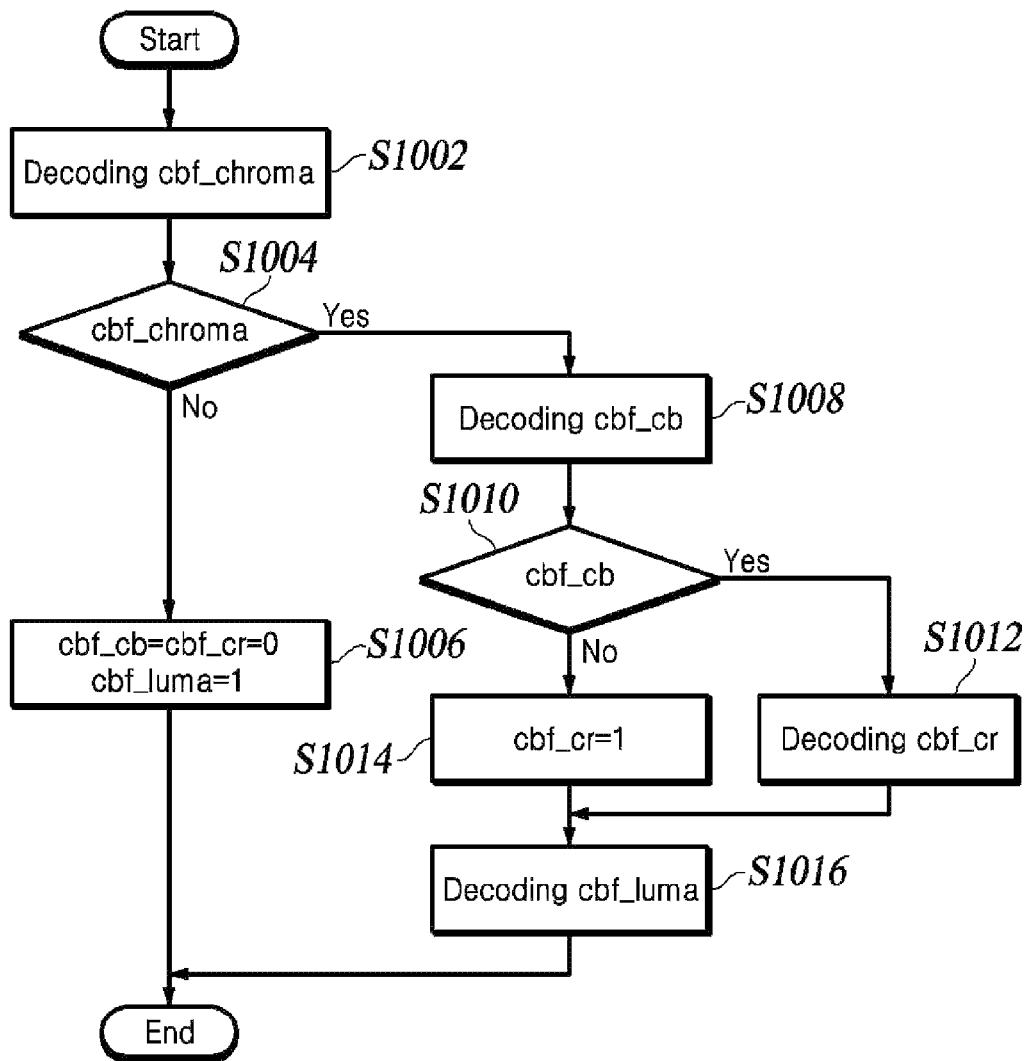 Start
Decoding cbf_chroma
S1002
S1004
cbf_chroma
Yes
No
Decoding cbf_cb
S1008
S1010
cbf_cb
Yes
No
cbf_cb=cbf_cr=0
cbf_luma=1
S1006
S1012
cbf_cr=1
S1014
Decoding cbf_cr
Decoding cbf_luma
S1016
End